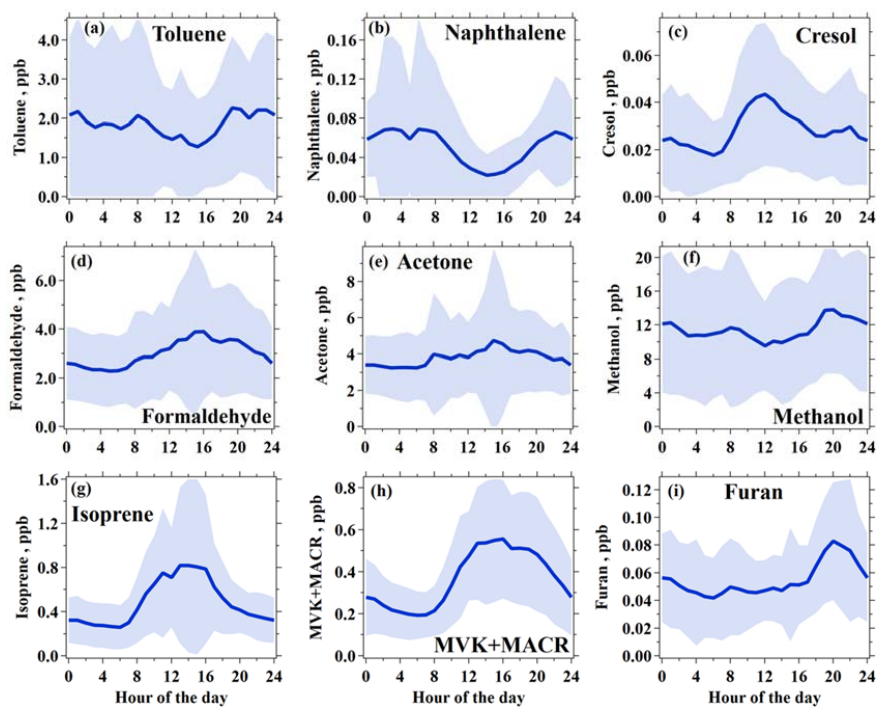 (a) Toluene
Toluene , ppb
4.0
3.0
2.0
1.0
0.0
0 4 8 12 16 20 24
(b) Naphthalene
Naphthalene, ppb
0.16
0.12
0.08
0.04
0.00
0 4 8 12 16 20 24
(c) Cresol
Cresol , ppb
0.06
0.04
0.02
0.00
0 4 8 12 16 20 24
(d)
Formaldehyde , ppb
6.0
4.0
2.0
0.0
Formaldehyde
0 4 8 12 16 20 24
(e) Acetone
Acetone , ppb
8
6
4
2
0
0 4 8 12 16 20 24
(f)
Methanol , ppb
20
16
12
8
4
0
Methanol
0 4 8 12 16 20 24
(g)
Isoprene
Isoprene , ppb
1.6
1.2
0.8
0.4
0.0
0 4 8 12 16 20 24
Hour of the day
(h)
MVK+MACR , ppb
0.8
0.6
0.4
0.2
0.0
MVK+MACR
0 4 8 12 16 20 24
Hour of the day
(i) Furan
Furan , ppb
0.12
0.10
0.08
0.06
0.04
0.02
0.00
0 4 8 12 16 20 24
Hour of the day